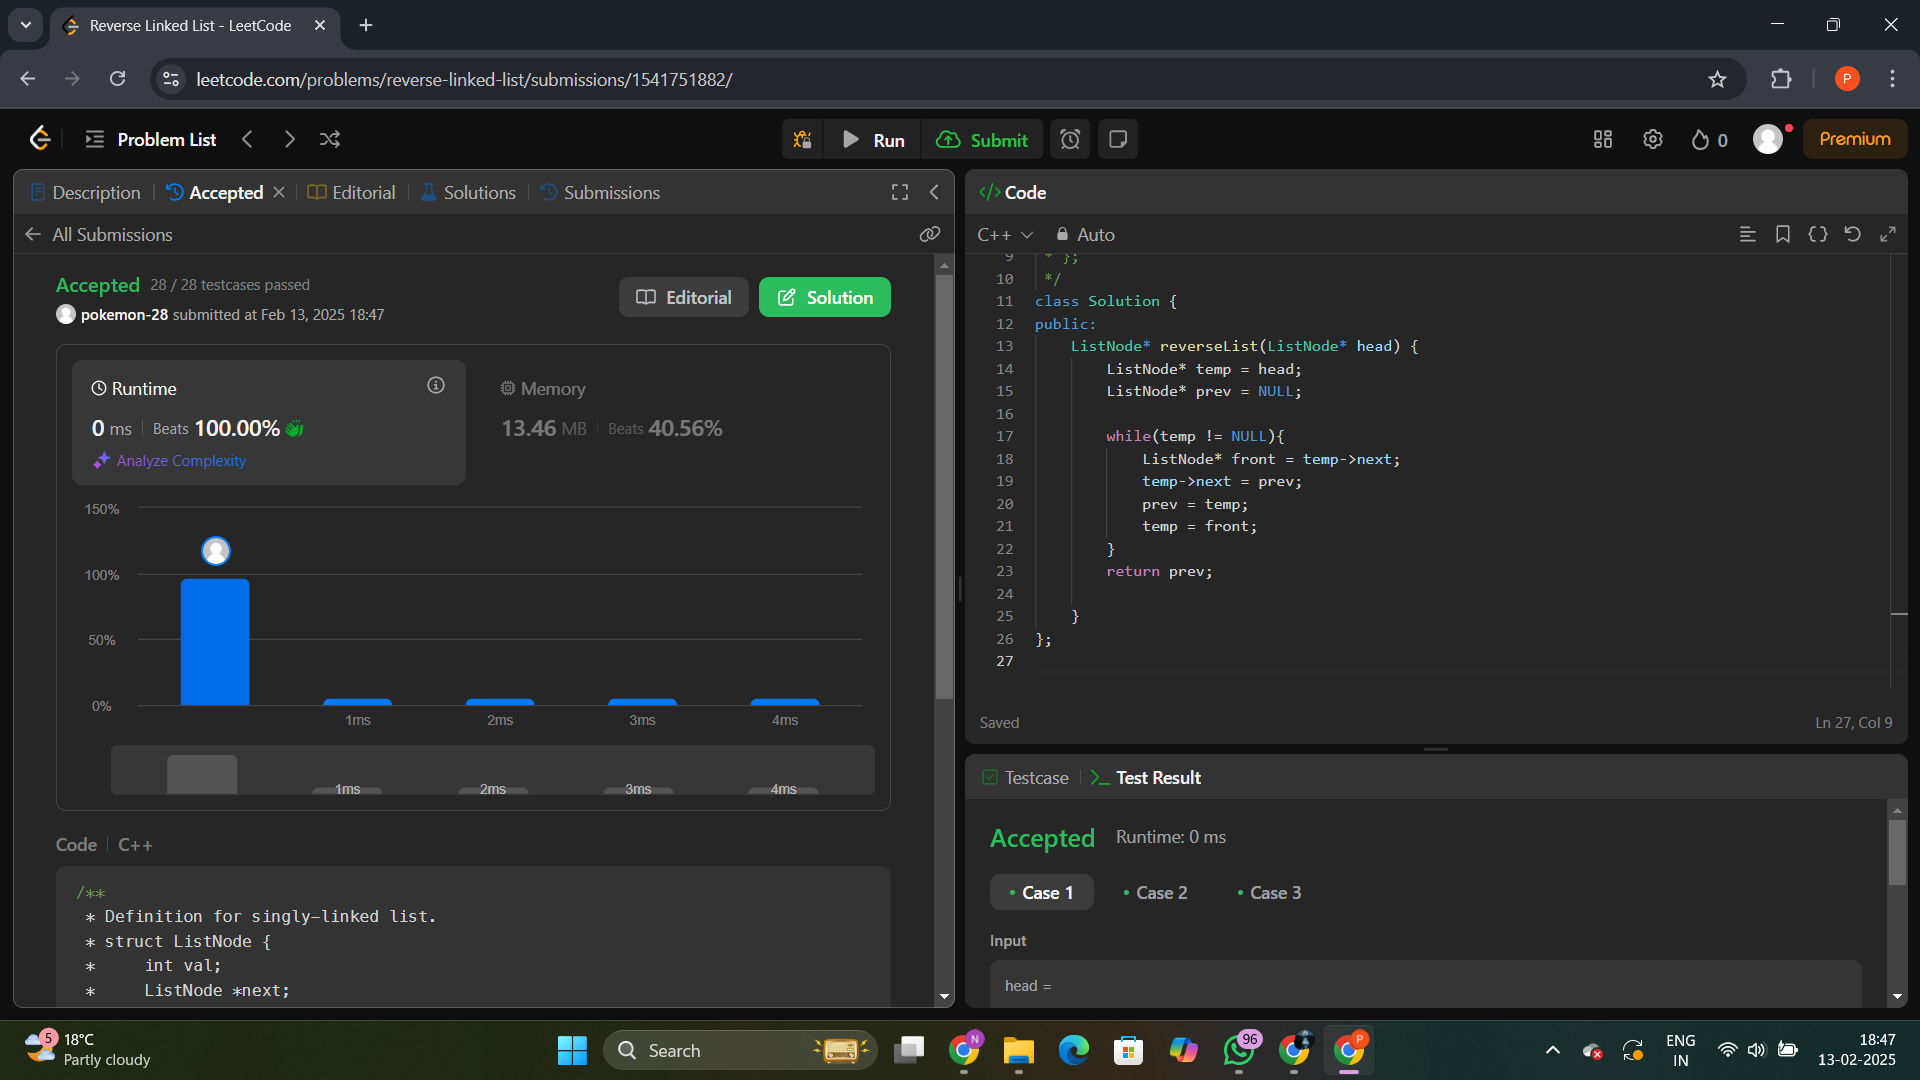 Reverse Linked List - LeetCode
leetcode.com/problems/reverse-linked-list/submissions/1541751882/
P
Problem List
Run
Submit
0
Premium
Description
Accepted
Editorial
Solutions
Submissions
All Submissions
Accepted 28 / 28 testcases passed
pokemon-28 submitted at Feb 13, 2025 18:47
Editorial
Solution
Runtime
0 ms Beats 100.00%
Analyze Complexity
Memory
13.46 MB Beats 40.56%
150%
100%
50%
0%
1ms 2ms 3ms 4ms
1ms 2ms 3ms 4ms
Code C++
/**
* Definition for singly-linked list.
* struct ListNode {
*     int val;
*     ListNode *next;
</> Code
C++ Auto
9 * };
10 */
11 class Solution {
12 public:
13     ListNode* reverseList(ListNode* head) {
14         ListNode* temp = head;
15         ListNode* prev = NULL;
16
17         while(temp != NULL){
18             ListNode* front = temp->next;
19             temp->next = prev;
20             prev = temp;
21             temp = front;
22         }
23         return prev;
24
25     }
26 };
27
Saved
Ln 27, Col 9
Testcase
Test Result
Accepted Runtime: 0 ms
Case 1 Case 2 Case 3
Input
head =
5
18°C
Partly cloudy
Search
N
96
P
ENG
IN
18:47
13-02-2025